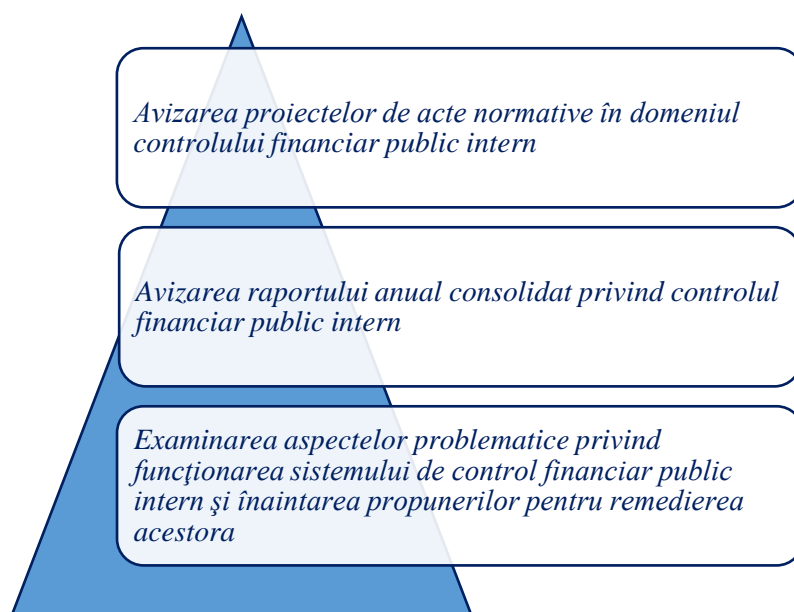 Avizarea proiectelor de acte normative în domeniul
controlului financiar public intern
Avizarea raportului anual consolidat privind controlul
financiar public intern
Examinarea aspectelor problematice privind
funcţionarea sistemului de control financiar public
intern şi înaintarea propunerilor pentru remedierea
acestora